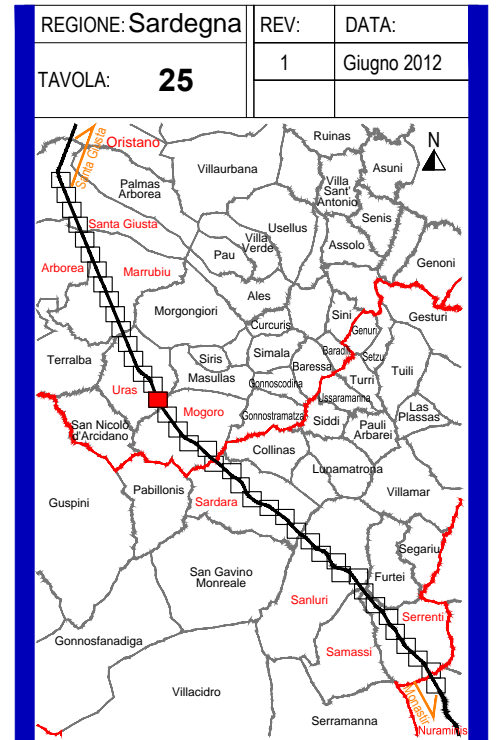 REGIONE: Sardegna
REV:
DATA:
TAVOLA: 25
1
Giugno 2012
N
Ruinas
Oristano
Santa Giusta
Villaurbana
Asuni
Palmas
Arborea
Villa
Sant'
Antonio
Senis
Santa Giusta
Usellus
Villa
Verde
Assolo
Pau
Genoni
Arborea
Marrubiu
Ales
Morgongiori
Sini
Gesturi
Curcuris
Genuri
Terralba
Siris
Simala
Baradili
Setzu
Masullas
Baressa
Tuili
Uras
Gonnoscodina
Turri
Ussaramanna
Mogoro
Gonnostramatza
Las
Plassas
San Nicolò
d'Arcidano
Siddi
Pauli
Arbarei
Collinas
Lunamatrona
Pabillonis
Villamar
Guspini
Sardara
Segariu
San Gavino
Monreale
Furtei
Sanluri
Serrenti
Gonnosfanadiga
Samassi
Villacidro
Monastir
Serramanna
Nuraminis